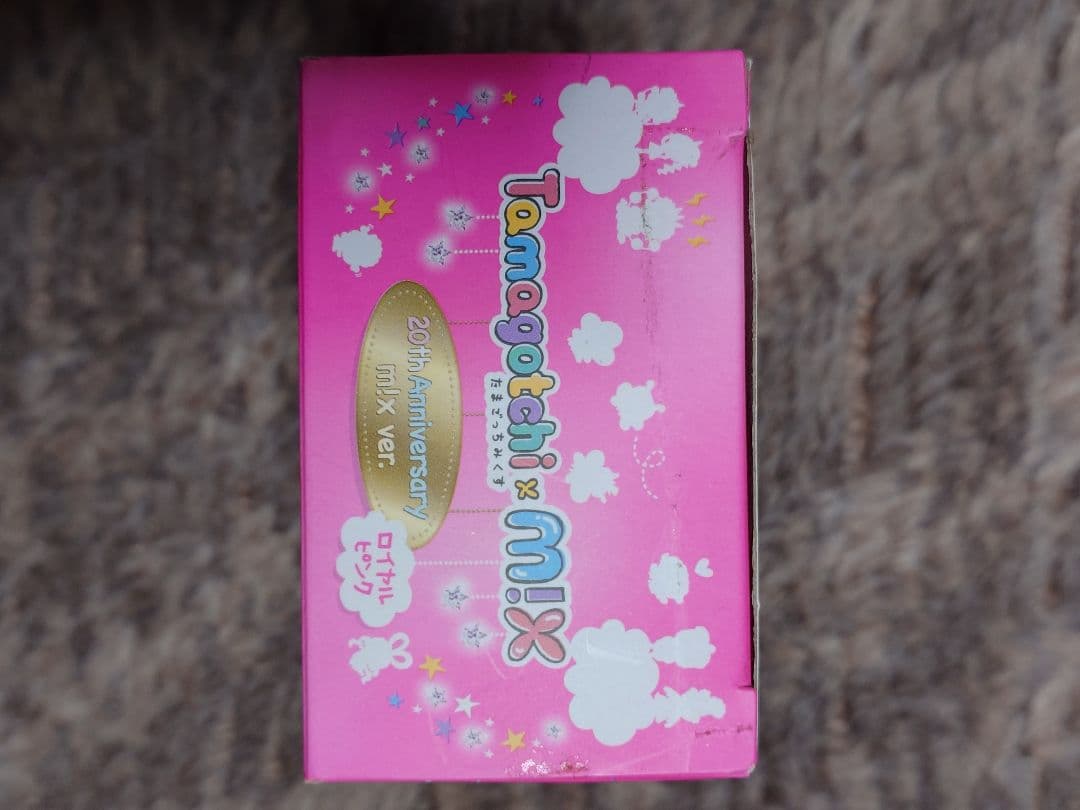 Tamagotchi x m!x
たまごっちみくす
20th Anniversary
m!x ver.
ロイヤル
ピンク